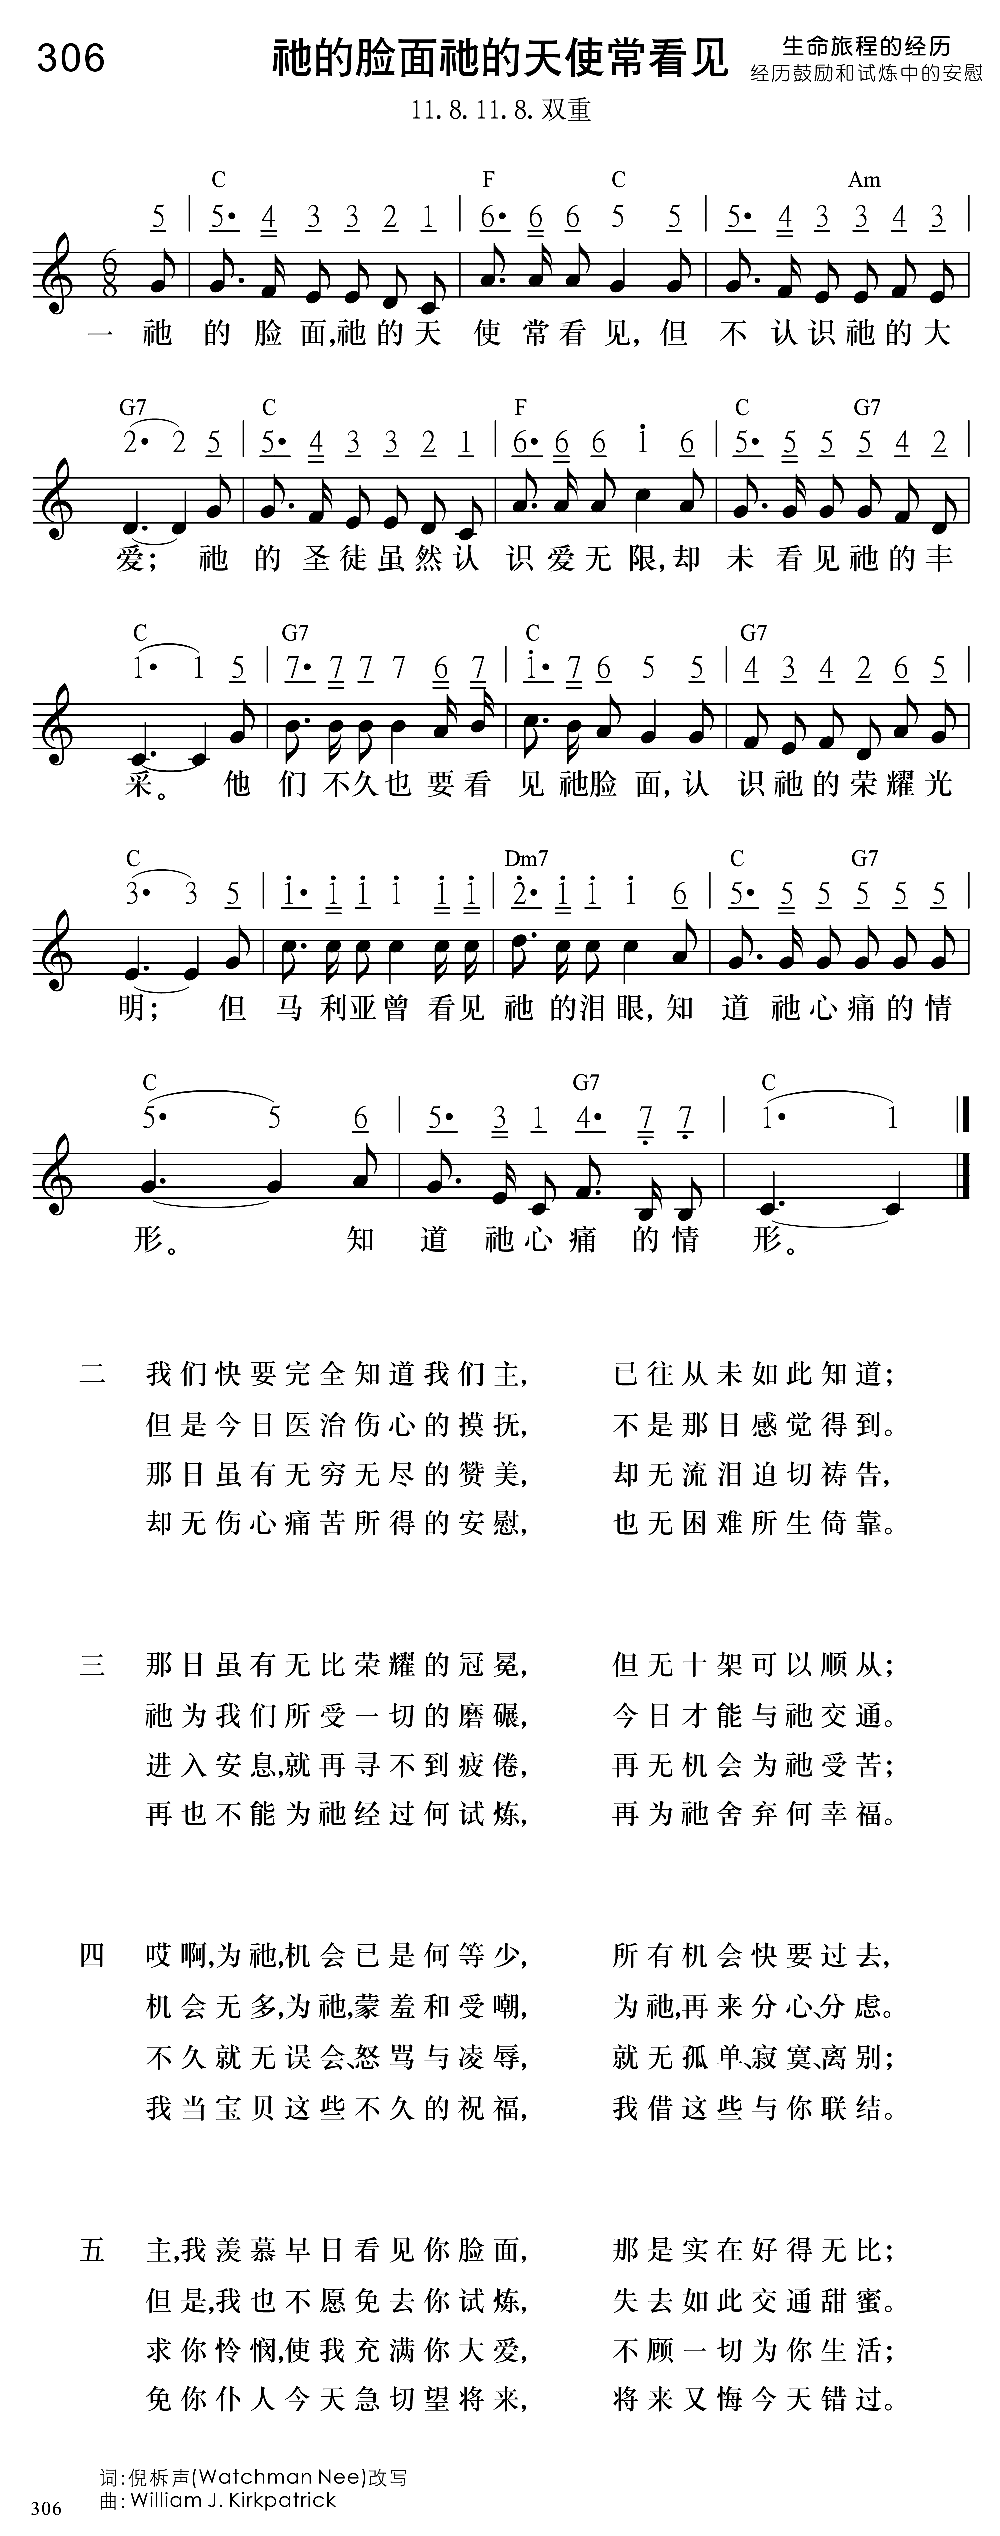 306
祂的脸面祂的天使常看见
生命旅程的经历
经历鼓励和试炼中的安慰
11. 8. 11. 8. 双重
C F C Am
5 | 5· 4 3 3 2 1 | 6· 6 6 5 5 | 5· 4 3 3 4 3 |
6 8
一 祂 的 脸 面,祂 的 天 使 常 看 见, 但 不 认 识 祂 的 大
G7 C F C G7
2· 2 5 | 5· 4 3 3 2 1 | 6· 6 6 1̇ 6 | 5· 5 5 5 4 2 |
爱; 祂 的 圣 徒 虽 然 认 识 爱 无 限,却 未 看 见 祂 的 丰
C G7 C G7
1· 1 5 | 7· 7 7 7 6 7 | 1̇· 7 6 5 5 | 4 3 4 2 6 5 |
采。 他 们 不 久 也 要 看 见 祂 脸 面, 认 识 祂 的 荣 耀 光
C Dm7 C G7
3· 3 5 | 1̇· 1̇ 1̇ 1̇ 1̇ 1̇ | 2̇· 1̇ 1̇ 1̇ 6 | 5· 5 5 5 5 5 |
明; 但 马 利 亚 曾 看 见 祂 的 泪 眼, 知 道 祂 心 痛 的 情
C G7 C
5· 5 6 | 5· 3 1 4· 7̣ 7̣ | 1· 1 ‖
形。 知 道 祂 心 痛 的 情 形。
二 我们快要完全知道我们主, 已往从未如此知道;
但是今日医治伤心的摸抚, 不是那日感觉得到。
那日虽有无穷无尽的赞美, 却无流泪迫切祷告,
却无伤心痛苦所得的安慰, 也无困难所生倚靠。
三 那日虽有无比荣耀的冠冕, 但无十架可以顺从;
祂为我们所受一切的磨碾, 今日才能与祂交通。
进入安息,就再寻不到疲倦, 再无机会为祂受苦;
再也不能为祂经过何试炼, 再为祂舍弃何幸福。
四 哎啊,为祂,机会已是何等少, 所有机会快要过去,
机会无多,为祂,蒙羞和受嘲, 为祂,再来分心、分虑。
不久就无误会、怒骂与凌辱, 就无孤单、寂寞、离别;
我当宝贝这些不久的祝福, 我借这些与你联结。
五 主,我羡慕早日看见你脸面, 那是实在好得无比;
但是,我也不愿免去你试炼, 失去如此交通甜蜜。
求你怜悯,使我充满你大爱, 不顾一切为你生活;
免你仆人今天急切望将来, 将来又悔今天错过。
词:倪柝声(Watchman Nee)改写
曲: William J. Kirkpatrick
306